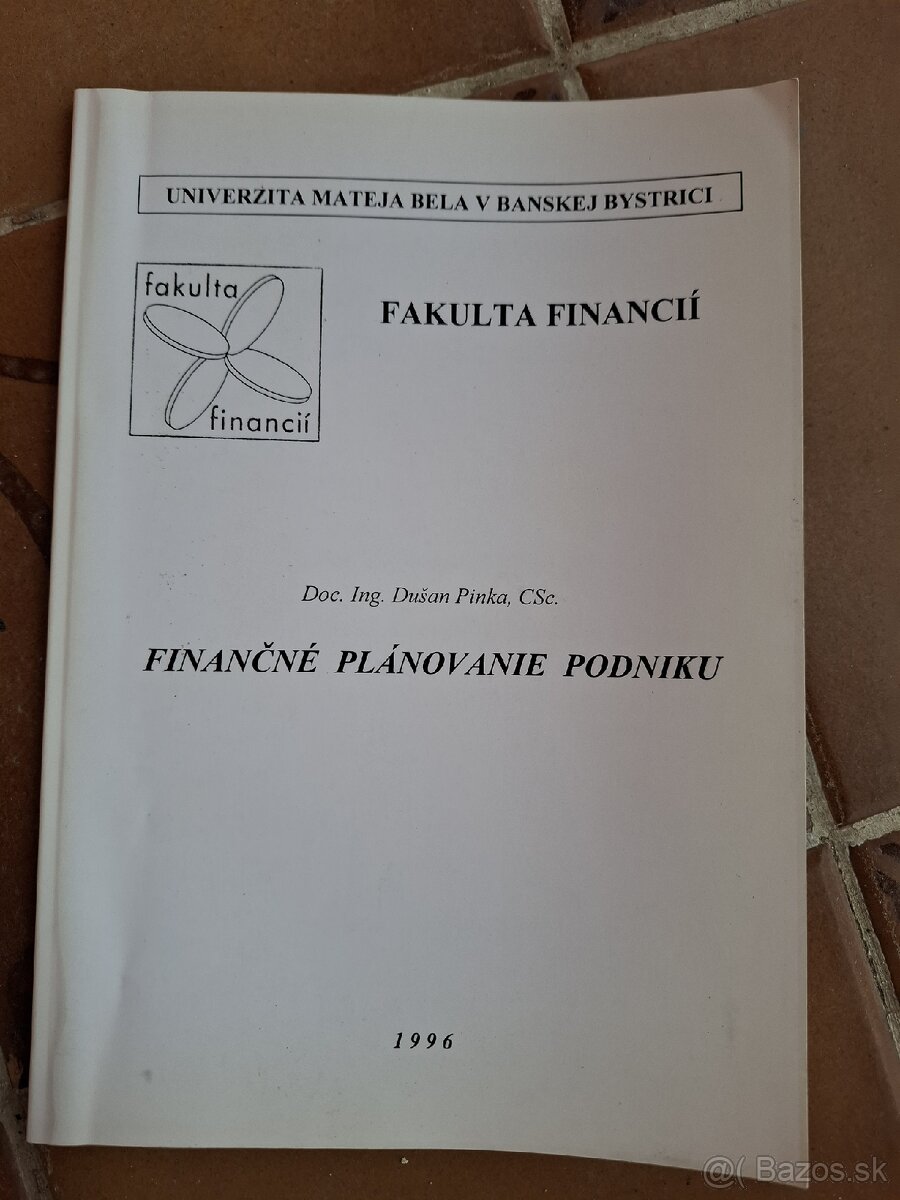 UNIVERZITA MATEJA BELA V BANSKEJ BYSTRICI
fakulta
financií
FAKULTA FINANCIÍ
Doc. Ing. Dušan Pinka, CSc.
FINANČNÉ PLÁNOVANIE PODNIKU
1996
@( Bazos.sk